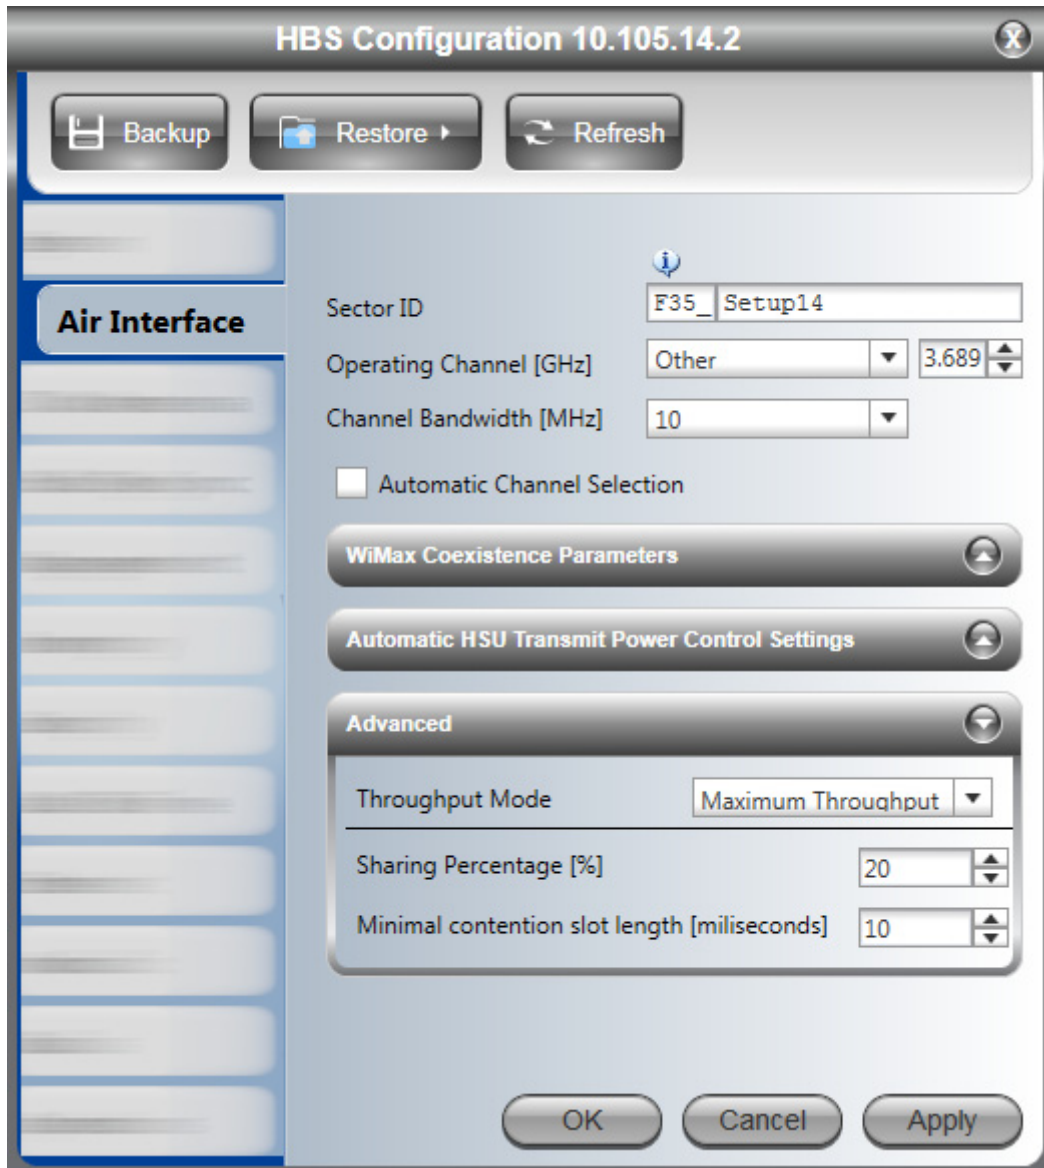 HBS Configuration 10.105.14.2
X
Backup
Restore
Refresh
Air Interface
Sector ID
F35_ Setup14
Operating Channel [GHz]
Other 3.689
Channel Bandwidth [MHz]
10
Automatic Channel Selection
WiMax Coexistence Parameters
Automatic HSU Transmit Power Control Settings
Advanced
Throughput Mode Maximum Throughput
Sharing Percentage [%] 20
Minimal contention slot length [miliseconds] 10
OK Cancel Apply